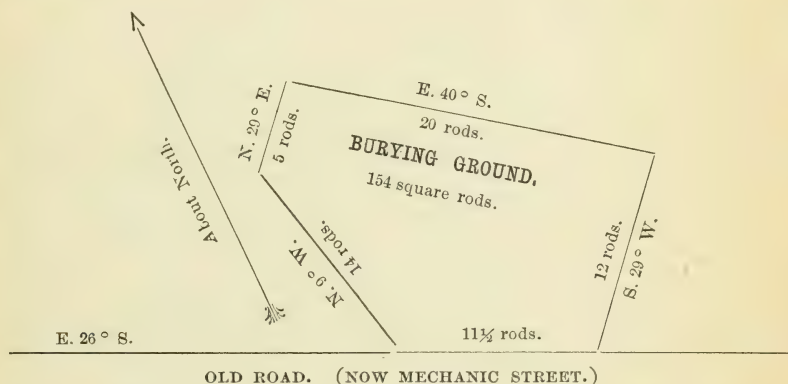 E. 40° S.
20 rods.
N. 29° E.
5 rods.
BURYING GROUND.
154 square rods.
About North.
14 rods.
N. 9° W.
12 rods.
S. 29° W.
E. 26° S.
11½ rods.
OLD ROAD. (NOW MECHANIC STREET.)